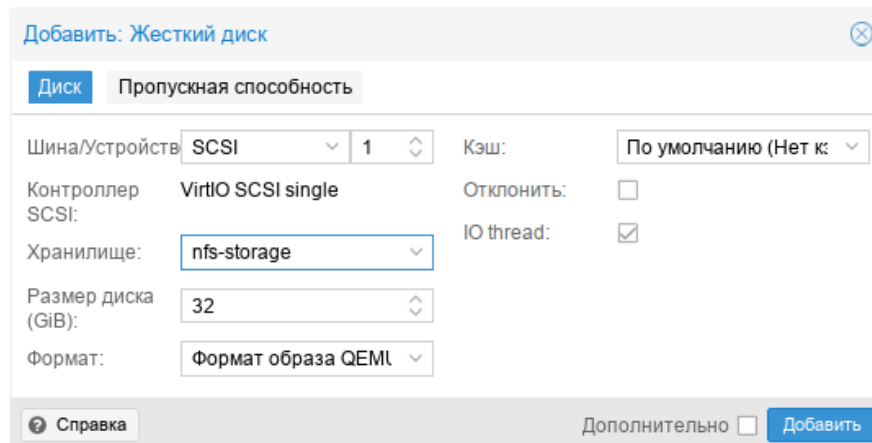 Добавить: Жесткий диск
Диск Пропускная способность
Шина/Устройств SCSI 1 Кэш: По умолчанию (Нет кэ
Контроллер SCSI: VirtIO SCSI single Отклонить:
Хранилище: nfs-storage IO thread:
Размер диска (GiB): 32
Формат: Формат образа QEMU
Справка Дополнительно Добавить